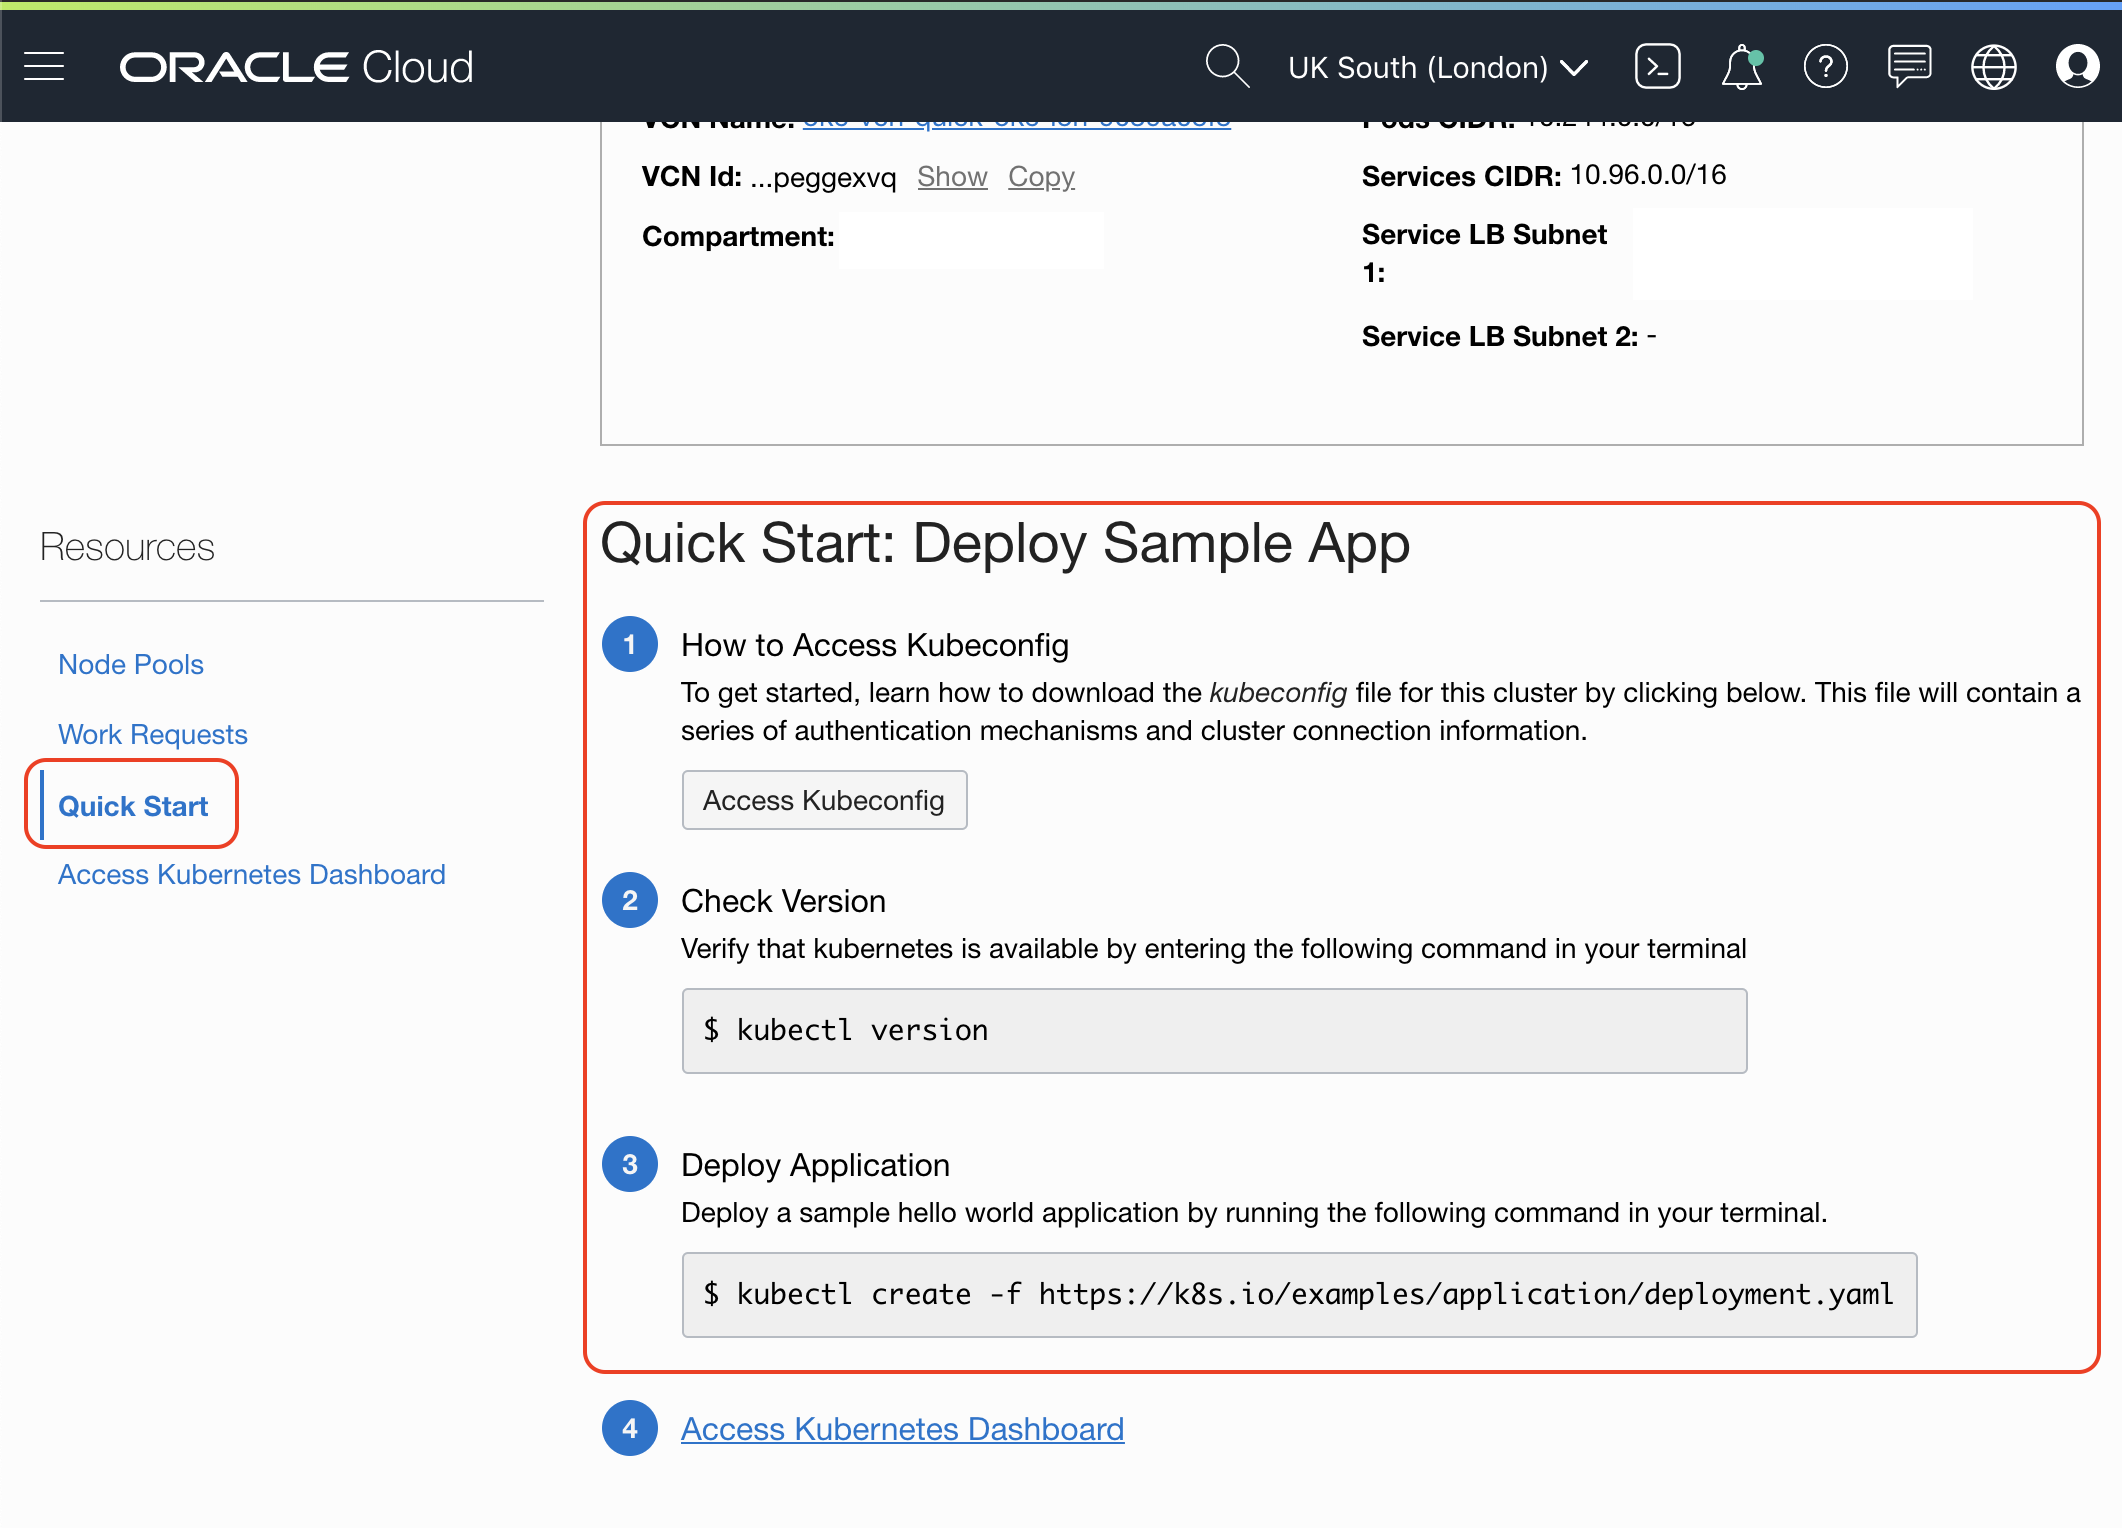 ORACLE Cloud
UK South (London)
VCN Name:
Pods CIDR:
VCN Id: ...peggexvq Show Copy
Services CIDR: 10.96.0.0/16
Compartment:
Service LB Subnet
1:
Service LB Subnet 2: -
Resources
Node Pools
Work Requests
Quick Start
Access Kubernetes Dashboard
Quick Start: Deploy Sample App
1 How to Access Kubeconfig
To get started, learn how to download the kubeconfig file for this cluster by clicking below. This file will contain a
series of authentication mechanisms and cluster connection information.
Access Kubeconfig
2 Check Version
Verify that kubernetes is available by entering the following command in your terminal
$ kubectl version
3 Deploy Application
Deploy a sample hello world application by running the following command in your terminal.
$ kubectl create -f https://k8s.io/examples/application/deployment.yaml
4 Access Kubernetes Dashboard